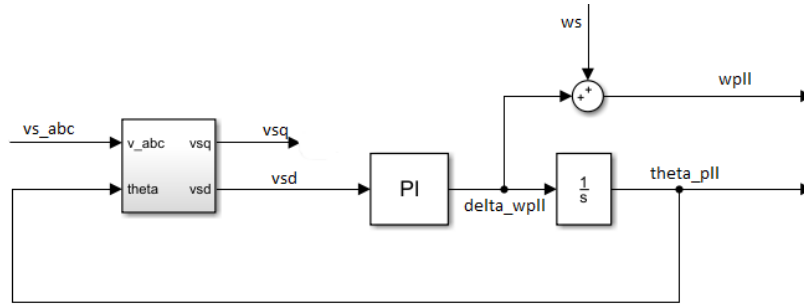 ws
wpll
vs_abc
v_abc
vsq
vsq
theta
vsd
vsd
PI
delta_wpll
1
s
theta_pll
+
+